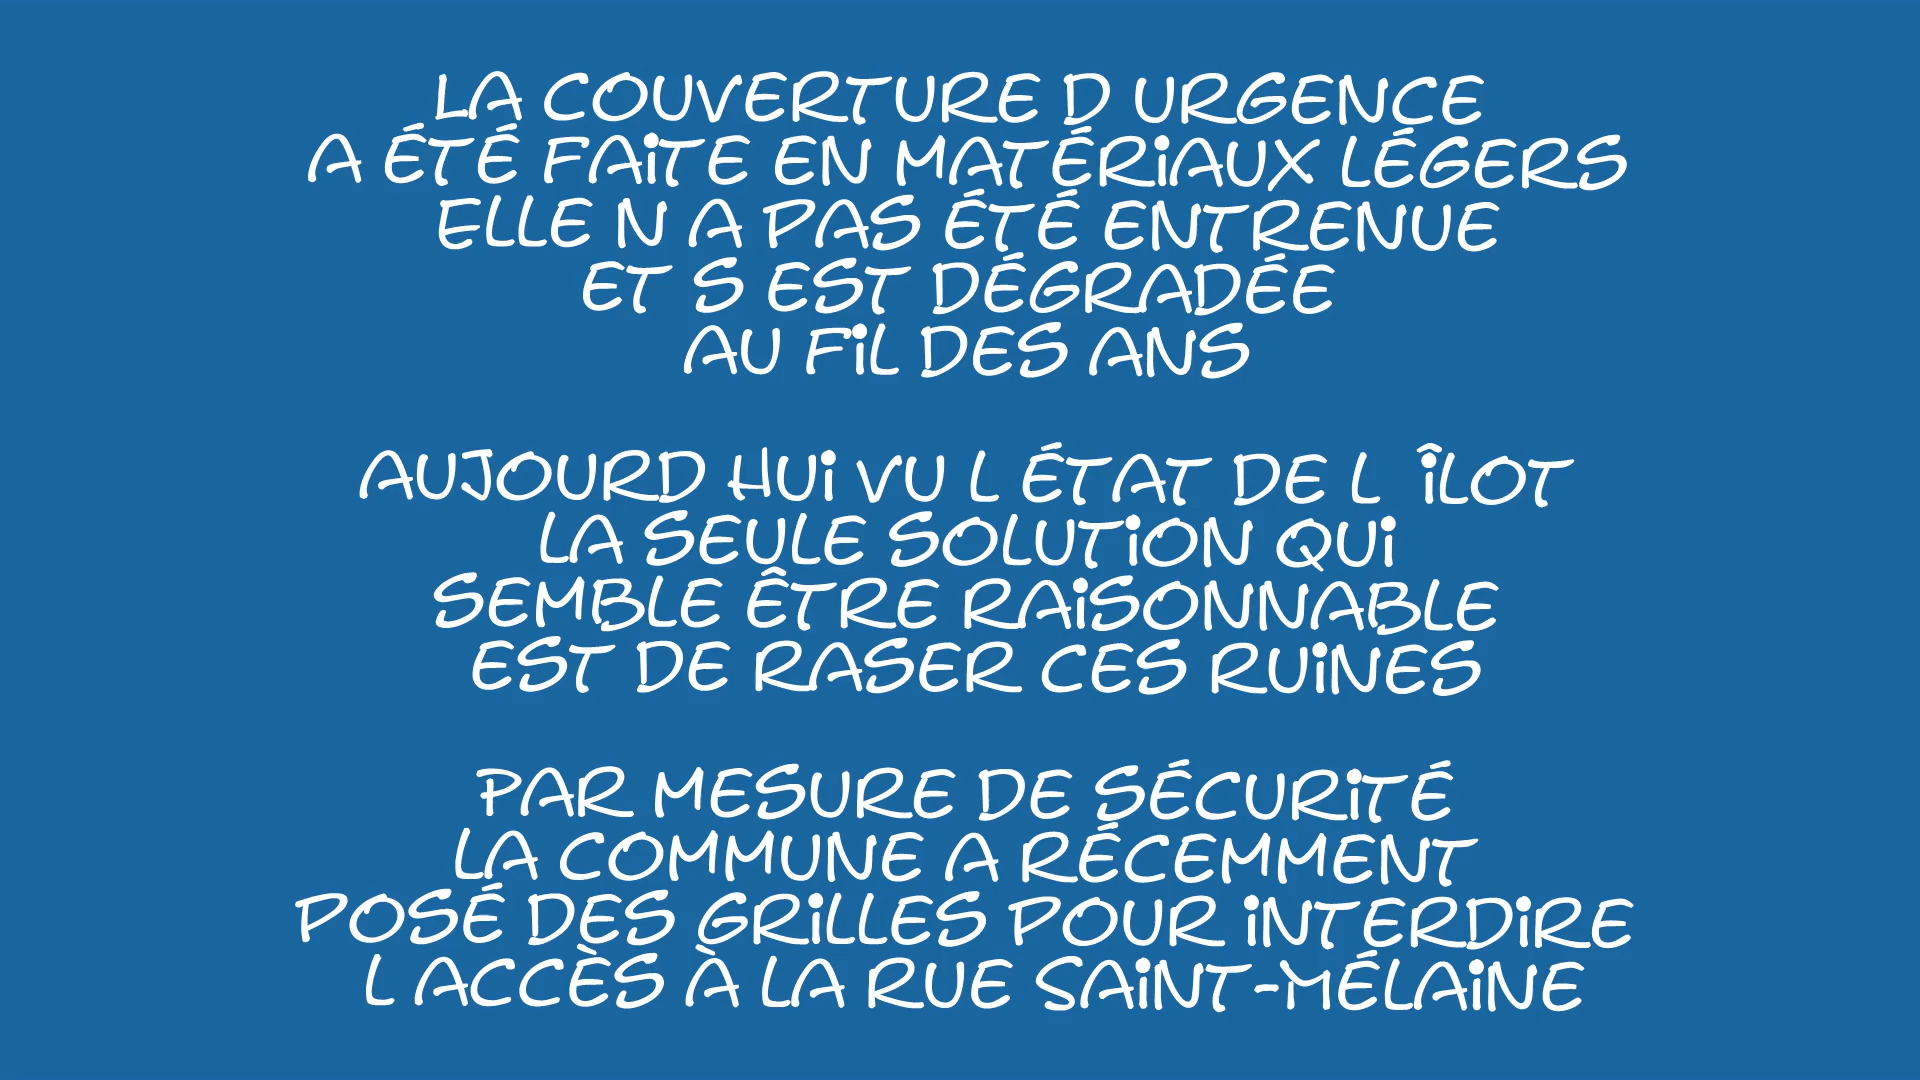 LA COUVERTURE D URGENCE
A ÉTÉ FAITE EN MATÉRIAUX LÉGERS
ELLE N A PAS ÉTÉ ENTRENUE
ET S EST DÉGRADÉE
AU FIL DES ANS
AUJOURD HUI VU L ÉTAT DE L ÎLOT
LA SEULE SOLUTION QUI
SEMBLE ÊTRE RAISONNABLE
EST DE RASER CES RUINES
PAR MESURE DE SÉCURITÉ
LA COMMUNE A RÉCEMMENT
POSÉ DES GRILLES POUR INTERDIRE
L ACCÈS À LA RUE SAINT-MÉLAINE